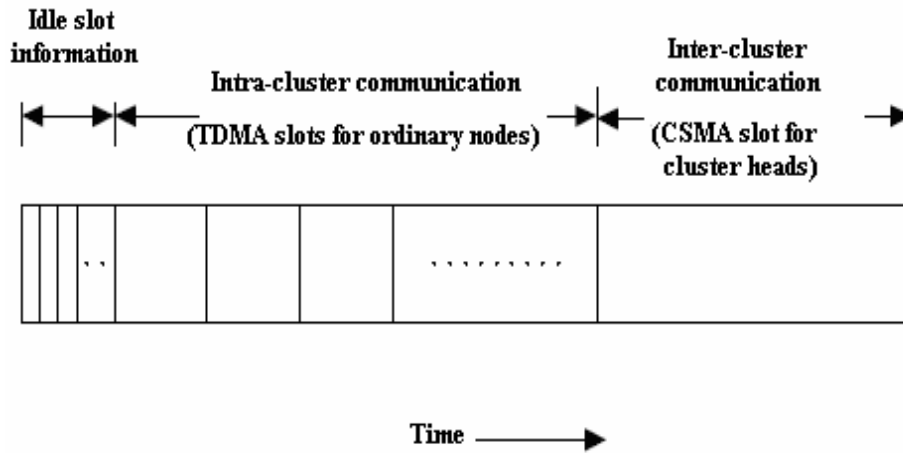 Idle slot
information
Intra-cluster communication
(TDMA slots for ordinary nodes)
Inter-cluster
communication
(CSMA slot for
cluster heads)
Time